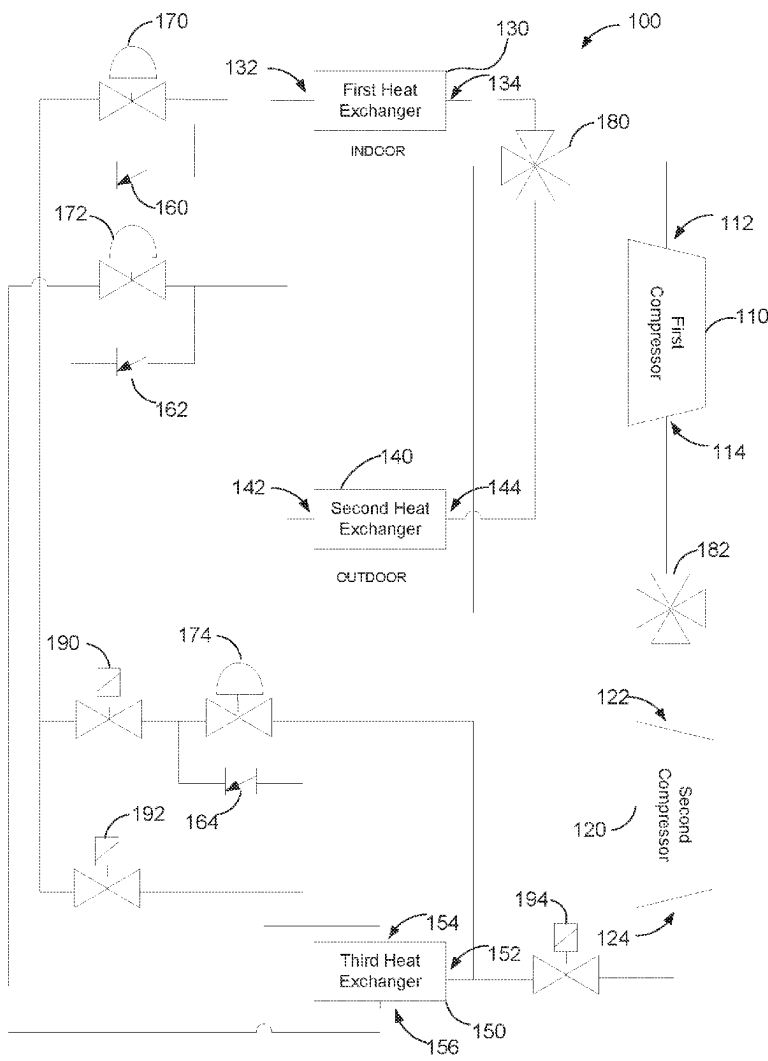 170
130
100
132
First Heat
Exchanger
134
INDOOR
180
160
172
112
First
Compressor
110
162
114
140
142
Second Heat
Exchanger
144
OUTDOOR
182
190
174
122
164
192
120
Second
Compressor
154
194
124
Third Heat
Exchanger
152
150
156